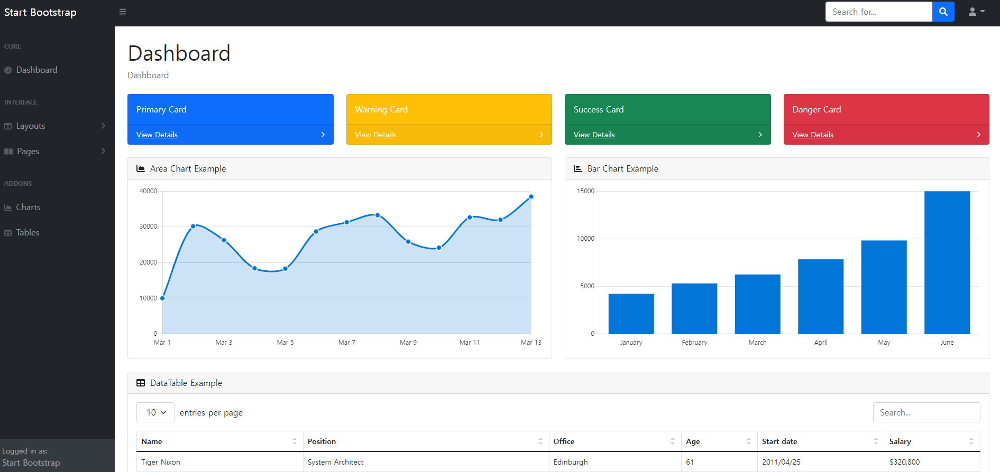 Start Bootstrap
Search for...
CORE
Dashboard
INTERFACE
Layouts
Pages
ADDONS
Charts
Tables
Logged in as:
Start Bootstrap
Dashboard
Dashboard
Primary Card
View Details
Warning Card
View Details
Success Card
View Details
Danger Card
View Details
Area Chart Example
40000
30000
20000
10000
0
Mar 1 Mar 3 Mar 5 Mar 7 Mar 9 Mar 11 Mar 13
Bar Chart Example
15000
10000
5000
0
January February March April May June
DataTable Example
10 entries per page
Search...
Name Position Office Age Start date Salary
Tiger Nixon System Architect Edinburgh 61 2011/04/25 $320,800